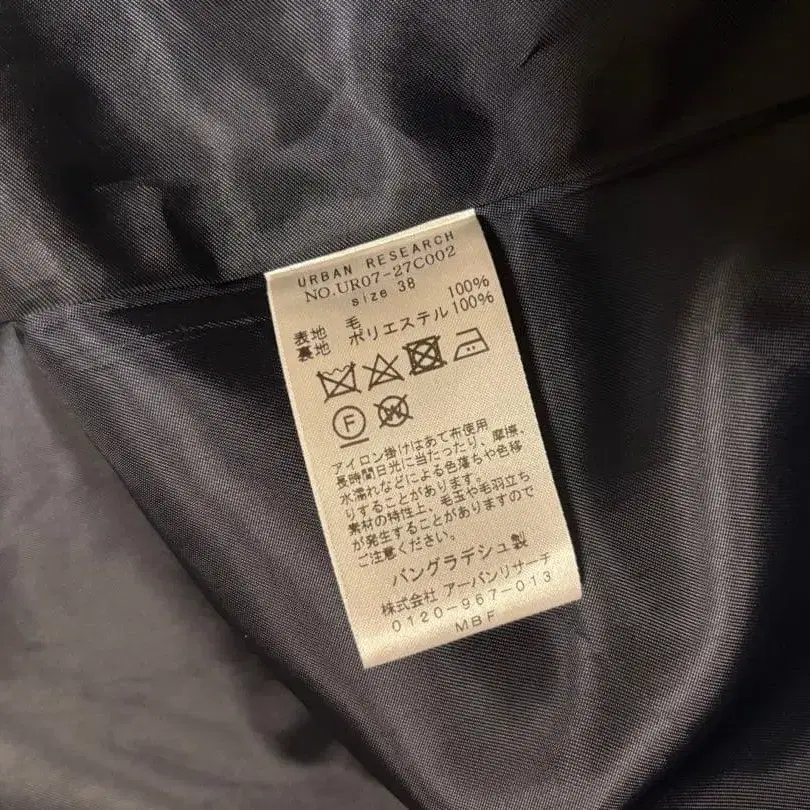 URBAN RESEARCH
NO.UR07-27C002
size 38
表地 毛 100%
裏地 ポリエステル 100%
F
W
アイロン掛けはあて布使用
長時間日光に当たったり、摩擦、
水濡れなどによる色落ちや色移
りすることがあります。
素材の特性上、毛玉や毛羽立ち
が発生することがありますので
ご注意ください。
バングラデシュ製
株式会社 アーバンリサーチ
0120-967-013
MBF